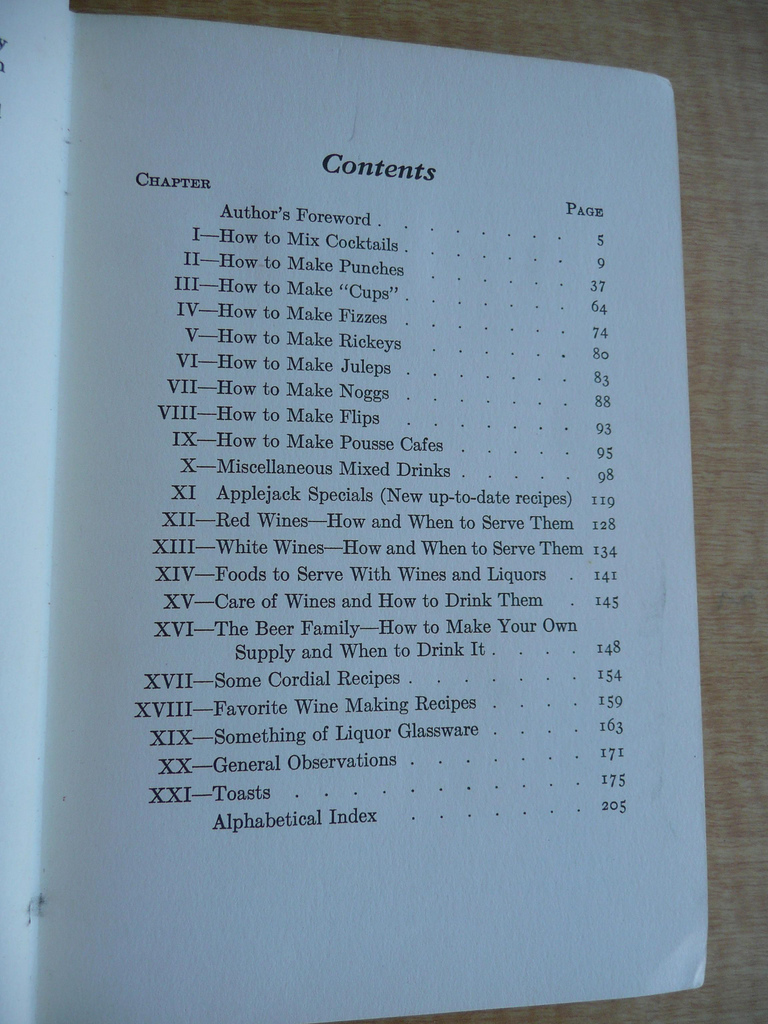 Contents
CHAPTER
PAGE
Author's Foreword . . . . . . . 5
I—How to Mix Cocktails . . . . . . 9
II—How to Make Punches . . . . . 37
III—How to Make "Cups" . . . . . . 64
IV—How to Make Fizzes . . . . . . 74
V—How to Make Rickeys . . . . . 80
VI—How to Make Juleps . . . . . . 83
VII—How to Make Noggs . . . . . . 88
VIII—How to Make Flips . . . . . . 93
IX—How to Make Pousse Cafes . . . . . 95
X—Miscellaneous Mixed Drinks . . . . . 98
XI Applejack Specials (New up-to-date recipes) 119
XII—Red Wines—How and When to Serve Them 128
XIII—White Wines—How and When to Serve Them 134
XIV—Foods to Serve With Wines and Liquors . 141
XV—Care of Wines and How to Drink Them . 145
XVI—The Beer Family—How to Make Your Own
Supply and When to Drink It . . . . 148
XVII—Some Cordial Recipes . . . . . . 154
XVIII—Favorite Wine Making Recipes . . . . 159
XIX—Something of Liquor Glassware . . . . 163
XX—General Observations . . . . . . 171
XXI—Toasts . . . . . . . . . 175
Alphabetical Index . . . . . . 205